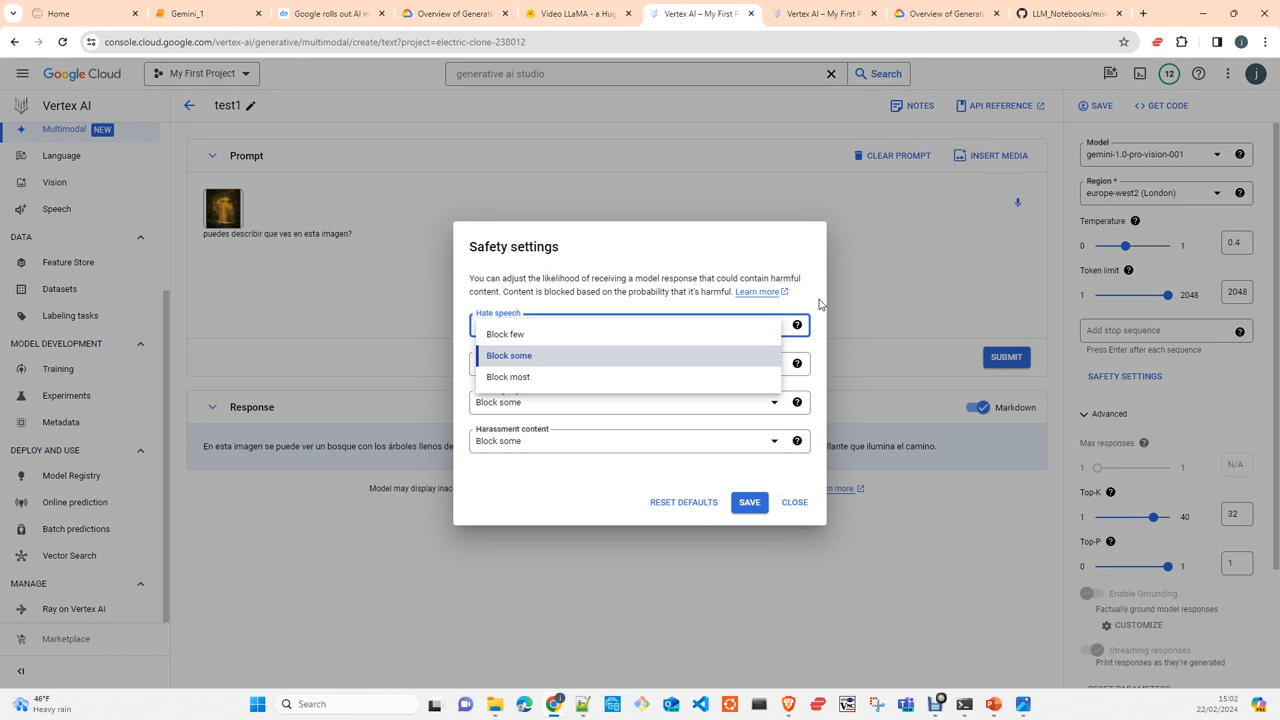 Home
Gemini_1
Google rolls out AI m
Overview of Generati
Video LLaMA - a Hug
Vertex AI – My First P
Vertex AI – My First P
Overview of Generati
LLM_Notebooks/mist
console.cloud.google.com/vertex-ai/generative/multimodal/create/text?project=electric-clone-238012
Google Cloud
My First Project
generative ai studio
Search
12
j
Vertex AI
test1
NOTES
API REFERENCE
SAVE
GET CODE
Multimodal NEW
Language
Vision
Speech
DATA
Feature Store
Datasets
Labeling tasks
MODEL DEVELOPMENT
Training
Experiments
Metadata
DEPLOY AND USE
Model Registry
Online prediction
Batch predictions
Vector Search
MANAGE
Ray on Vertex AI
Marketplace
Prompt
CLEAR PROMPT
INSERT MEDIA
puedes describir que ves en esta imagen?
SUBMIT
Response
Markdown
En esta imagen se puede ver un bosque con los árboles llenos de
llante que ilumina el camino.
Model may display inac
rn more.
Safety settings
You can adjust the likelihood of receiving a model response that could contain harmful
content. Content is blocked based on the probability that it's harmful. Learn more
Hate speech
Block few
Block some
Block most
Block some
Harassment content
Block some
RESET DEFAULTS
SAVE
CLOSE
Model
gemini-1.0-pro-vision-001
Region *
europe-west2 (London)
Temperature
0
1
0.4
Token limit
1
2048
2048
Add stop sequence
Press Enter after each sequence
SAFETY SETTINGS
Advanced
Max responses
1
1
N/A
Top-K
1
40
32
Top-P
0
1
1
Enable Grounding
Factually ground model responses
CUSTOMIZE
Streaming responses
Print responses as they're generated
RESET PARAMETERS
46°F
Heavy rain
Search
15:02
22/02/2024